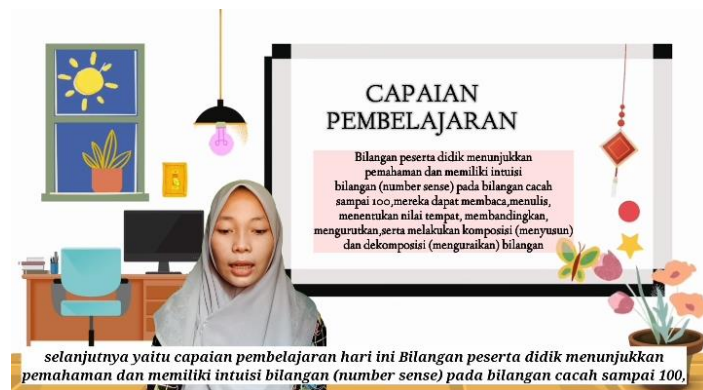 CAPAIAN
PEMBELAJARAN
Bilangan peserta didik menunjukkan
pemahaman dan memiliki intuisi
bilangan (number sense) pada bilangan cacah
sampai 100,mereka dapat membaca,menulis,
menentukan nilai tempat, membandingkan,
mengurutkan,serta melakukan komposisi (menyusun)
dan dekomposisi (menguraikan) bilangan
selanjutnya yaitu capaian pembelajaran hari ini Bilangan peserta didik menunjukkan
pemahaman dan memiliki intuisi bilangan (number sense) pada bilangan cacah sampai 100,